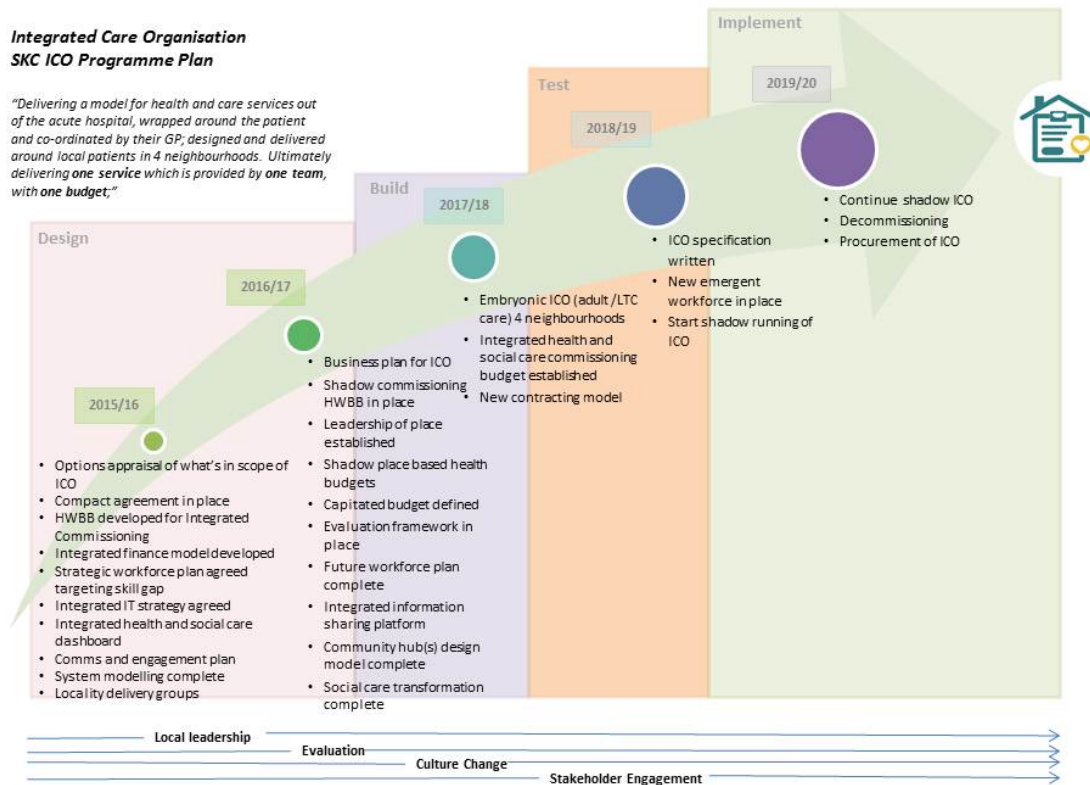 Integrated Care Organisation
SKC ICO Programme Plan
"Delivering a model for health and care services out
of the acute hospital, wrapped around the patient
and co-ordinated by their GP; designed and delivered
around local patients in 4 neighbourhoods. Ultimately
delivering one service which is provided by one team,
with one budget;"
Design
2015/16
• Options appraisal of what's in scope of
ICO
• Compact agreement in place
• HWBB developed for Integrated
Commissioning
• Integrated finance model developed
• Strategic workforce plan agreed
targeting skill gap
• Integrated IT strategy agreed
• Integrated health and social care
dashboard
• Comms and engagement plan
• System modelling complete
• Locality delivery groups
2016/17
• Business plan for ICO
• Shadow commissioning
HWBB in place
• Leadership of place
established
• Shadow place based health
budgets
• Capitated budget defined
• Evaluation framework in
place
• Future workforce plan
complete
• Integrated information
sharing platform
• Community hub(s) design
model complete
• Social care transformation
complete
Build
2017/18
• Embryonic ICO (adult /LTC
care) 4 neighbourhoods
• Integrated health and
social care commissioning
budget established
• New contracting model
Test
2018/19
• ICO specification
written
• New emergent
workforce in place
• Start shadow running of
ICO
Implement
2019/20
• Continue shadow ICO
• Decommissioning
• Procurement of ICO
Local leadership
Evaluation
Culture Change
Stakeholder Engagement